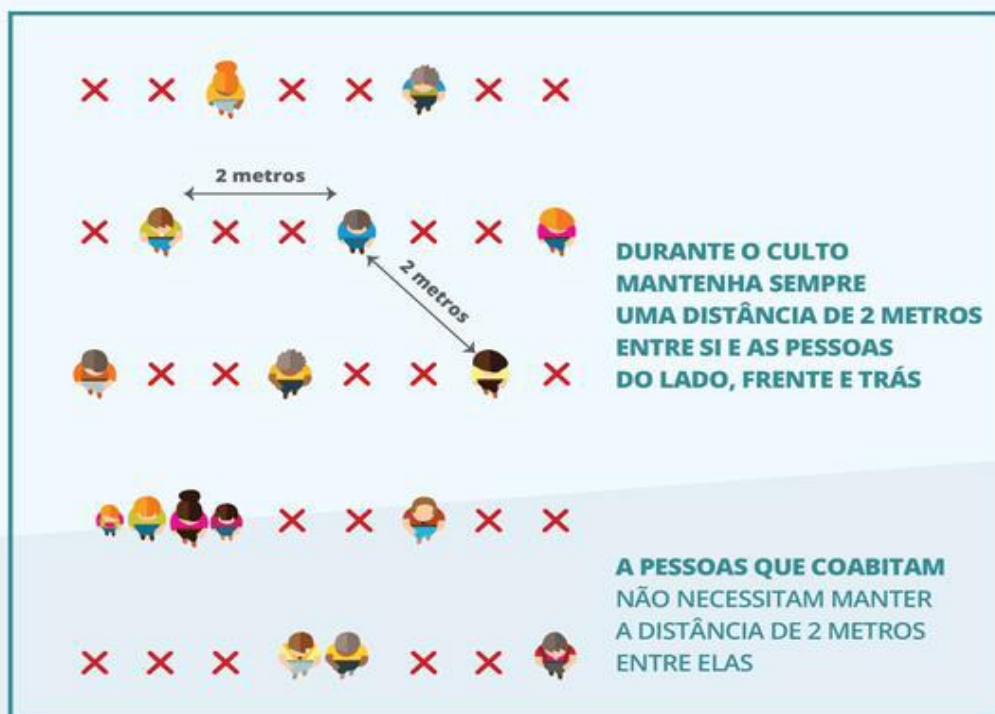 2 metros
2 metros
DURANTE O CULTO
MANTENHA SEMPRE
UMA DISTÂNCIA DE 2 METROS
ENTRE SI E AS PESSOAS
DO LADO, FRENTE E TRÁS
A PESSOAS QUE COABITAM
NÃO NECESSITAM MANTER
A DISTÂNCIA DE 2 METROS
ENTRE ELAS